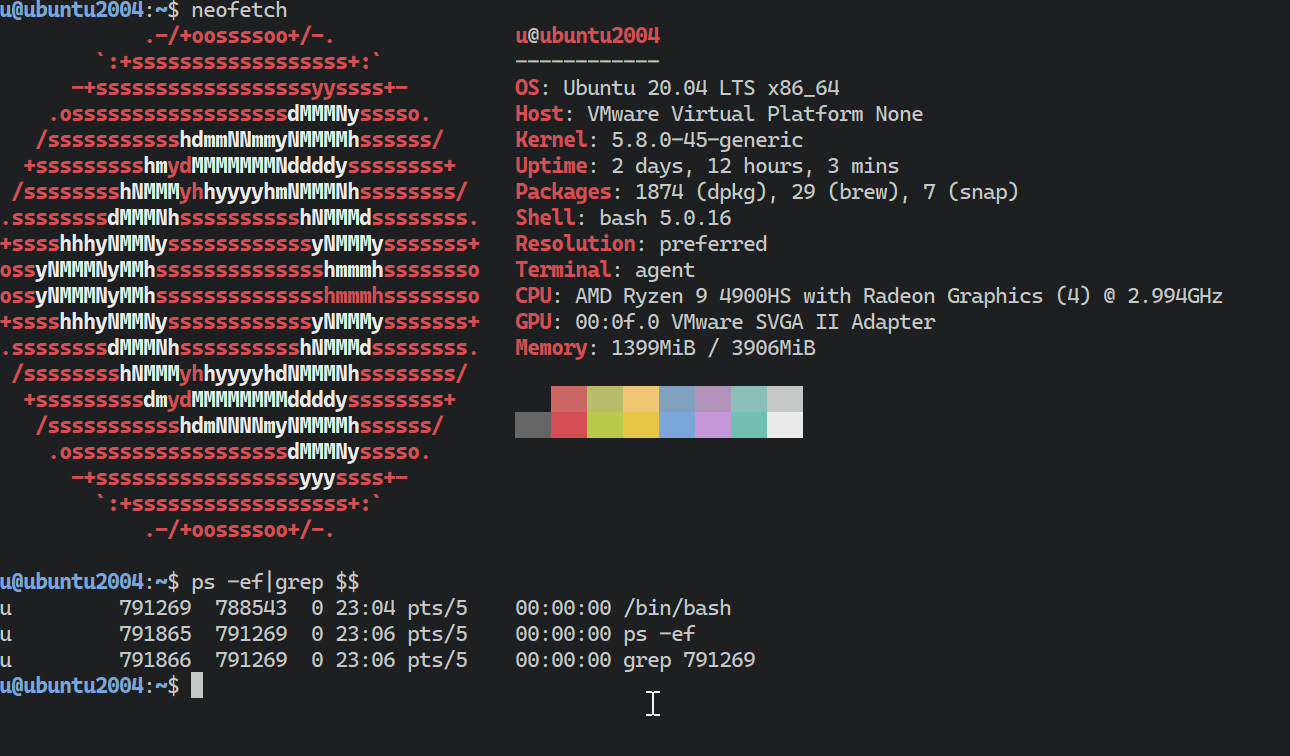 u@ubuntu2004:~$ neofetch
            .-/+oossssoo+/-.               u@ubuntu2004
        `:+ssssssssssssssssss+:`           ------------
      -+ssssssssssssssssssyyssss+-         OS: Ubuntu 20.04 LTS x86_64
    .ossssssssssssssssssdMMMNysssso.       Host: VMware Virtual Platform None
   /ssssssssssshdmmNNmmyNMMMMhssssss/      Kernel: 5.8.0-45-generic
  +ssssssssshmydMMMMMMMNddddyssssssss+     Uptime: 2 days, 12 hours, 3 mins
 /sssssssshNMMMyhhyyyyhmNMMMNhssssssss/    Packages: 1874 (dpkg), 29 (brew), 7 (snap)
.ssssssssdMMMNhsssssssssshNMMMdssssssss.   Shell: bash 5.0.16
+sssshhhyNMMNyssssssssssssyNMMMysssssss+   Resolution: preferred
ossyNMMMNyMMhsssssssssssssshmmmhssssssso   Terminal: agent
ossyNMMMNyMMhsssssssssssssshmmmhssssssso   CPU: AMD Ryzen 9 4900HS with Radeon Graphics (4) @ 2.994GHz
+sssshhhyNMMNyssssssssssssyNMMMysssssss+   GPU: 00:0f.0 VMware SVGA II Adapter
.ssssssssdMMMNhsssssssssshNMMMdssssssss.   Memory: 1399MiB / 3906MiB
 /sssssssshNMMMyhhyyyyhdNMMMNhssssssss/
  +sssssssssdmydMMMMMMMMddddyssssssss+
   /ssssssssssshdmNNNNmyNMMMMhssssss/
    .ossssssssssssssssssdMMMNysssso.
      -+sssssssssssssssssyyyssss+-
        `:+ssssssssssssssssss+:`
            .-/+oossssoo+/-.
u@ubuntu2004:~$ ps -ef|grep $$
u         791269  788543  0 23:04 pts/5    00:00:00 /bin/bash
u         791865  791269  0 23:06 pts/5    00:00:00 ps -ef
u         791866  791269  0 23:06 pts/5    00:00:00 grep 791269
u@ubuntu2004:~$